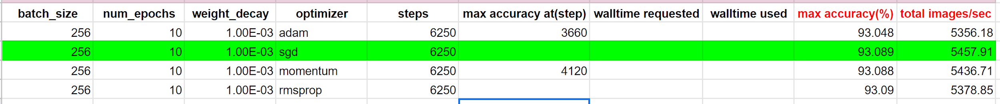 batch_size num_epochs weight_decay optimizer steps max accuracy at(step) walltime requested walltime used max accuracy(%) total images/sec
256 10 1.00E-03 adam 6250 3660 93.048 5356.18
256 10 1.00E-03 sgd 6250 93.089 5457.91
256 10 1.00E-03 momentum 6250 4120 93.088 5436.71
256 10 1.00E-03 rmsprop 6250 93.09 5378.85